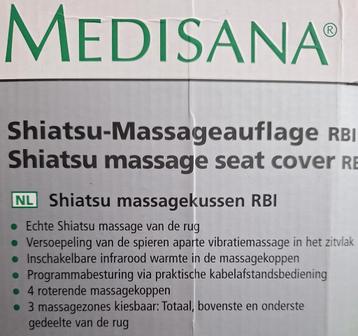 MEDISANA®
Shiatsu-Massageauflage RBI
Shiatsu massage seat cover
NL Shiatsu massagekussen RBI
• Echte Shiatsu massage van de rug
• Versoepeling van de spieren aparte vibratiemassage in het zitvlak
• Inschakelbare infrarood warmte in de massagekoppen
• Programmabesturing via praktische kabelafstandsbediening
• 4 roterende massagekoppen
• 3 massagezones kiesbaar: Totaal, bovenste en onderste
gedeelte van de rug